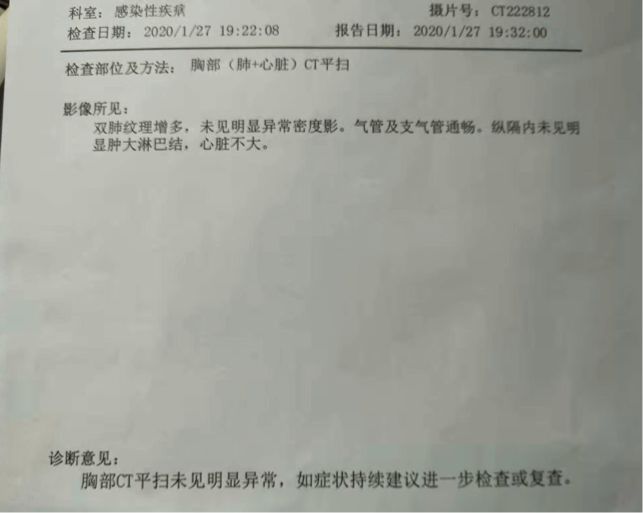 科室：感染性疾病
摄片号：CT222812
检查日期：2020/1/27 19:22:08
报告日期：2020/1/27 19:32:00
检查部位及方法：胸部（肺+心脏）CT平扫
影像所见：
双肺纹理增多，未见明显异常密度影。气管及支气管通畅。纵隔内未见明
显肿大淋巴结，心脏不大。
诊断意见：
胸部CT平扫未见明显异常，如症状持续建议进一步检查或复查。